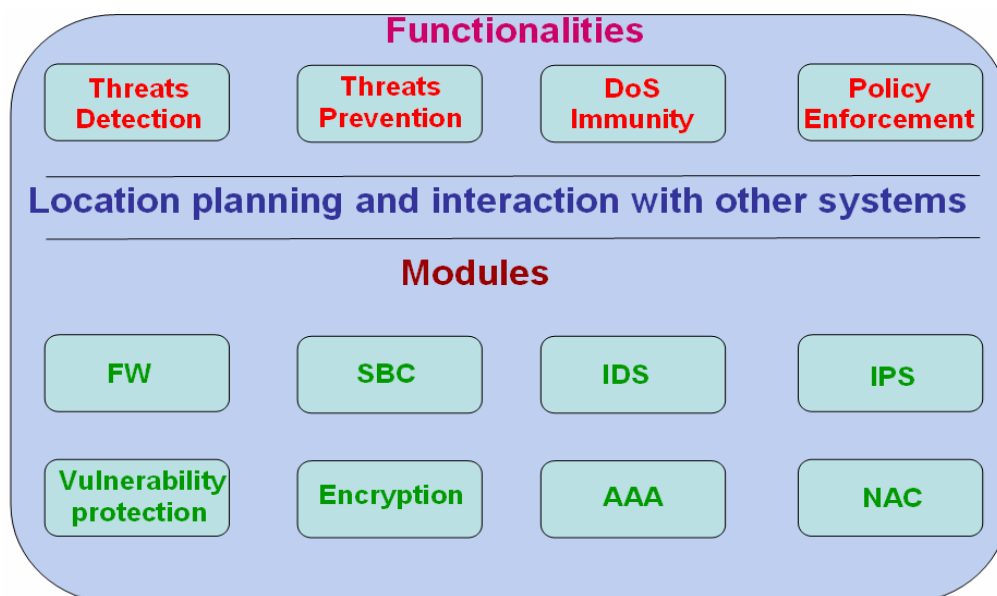 Functionalities
Threats
Detection
Threats
Prevention
DoS
Immunity
Policy
Enforcement
Location planning and interaction with other systems
Modules
FW
SBC
IDS
IPS
Vulnerability
protection
Encryption
AAA
NAC